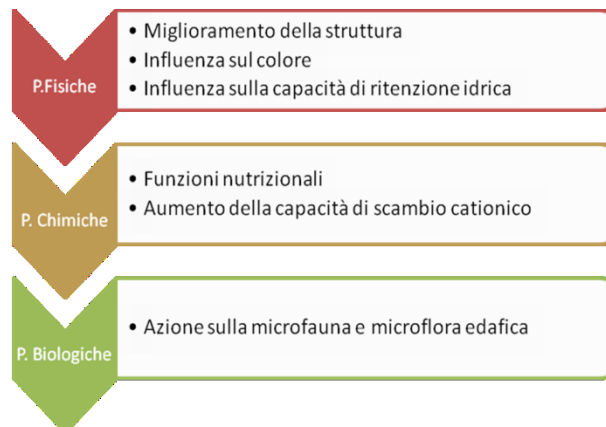 P.Fisiche
• Miglioramento della struttura
• Influenza sul colore
• Influenza sulla capacità di ritenzione idrica
P. Chimiche
• Funzioni nutrizionali
• Aumento della capacità di scambio cationico
P. Biologiche
• Azione sulla microfauna e microflora edafica